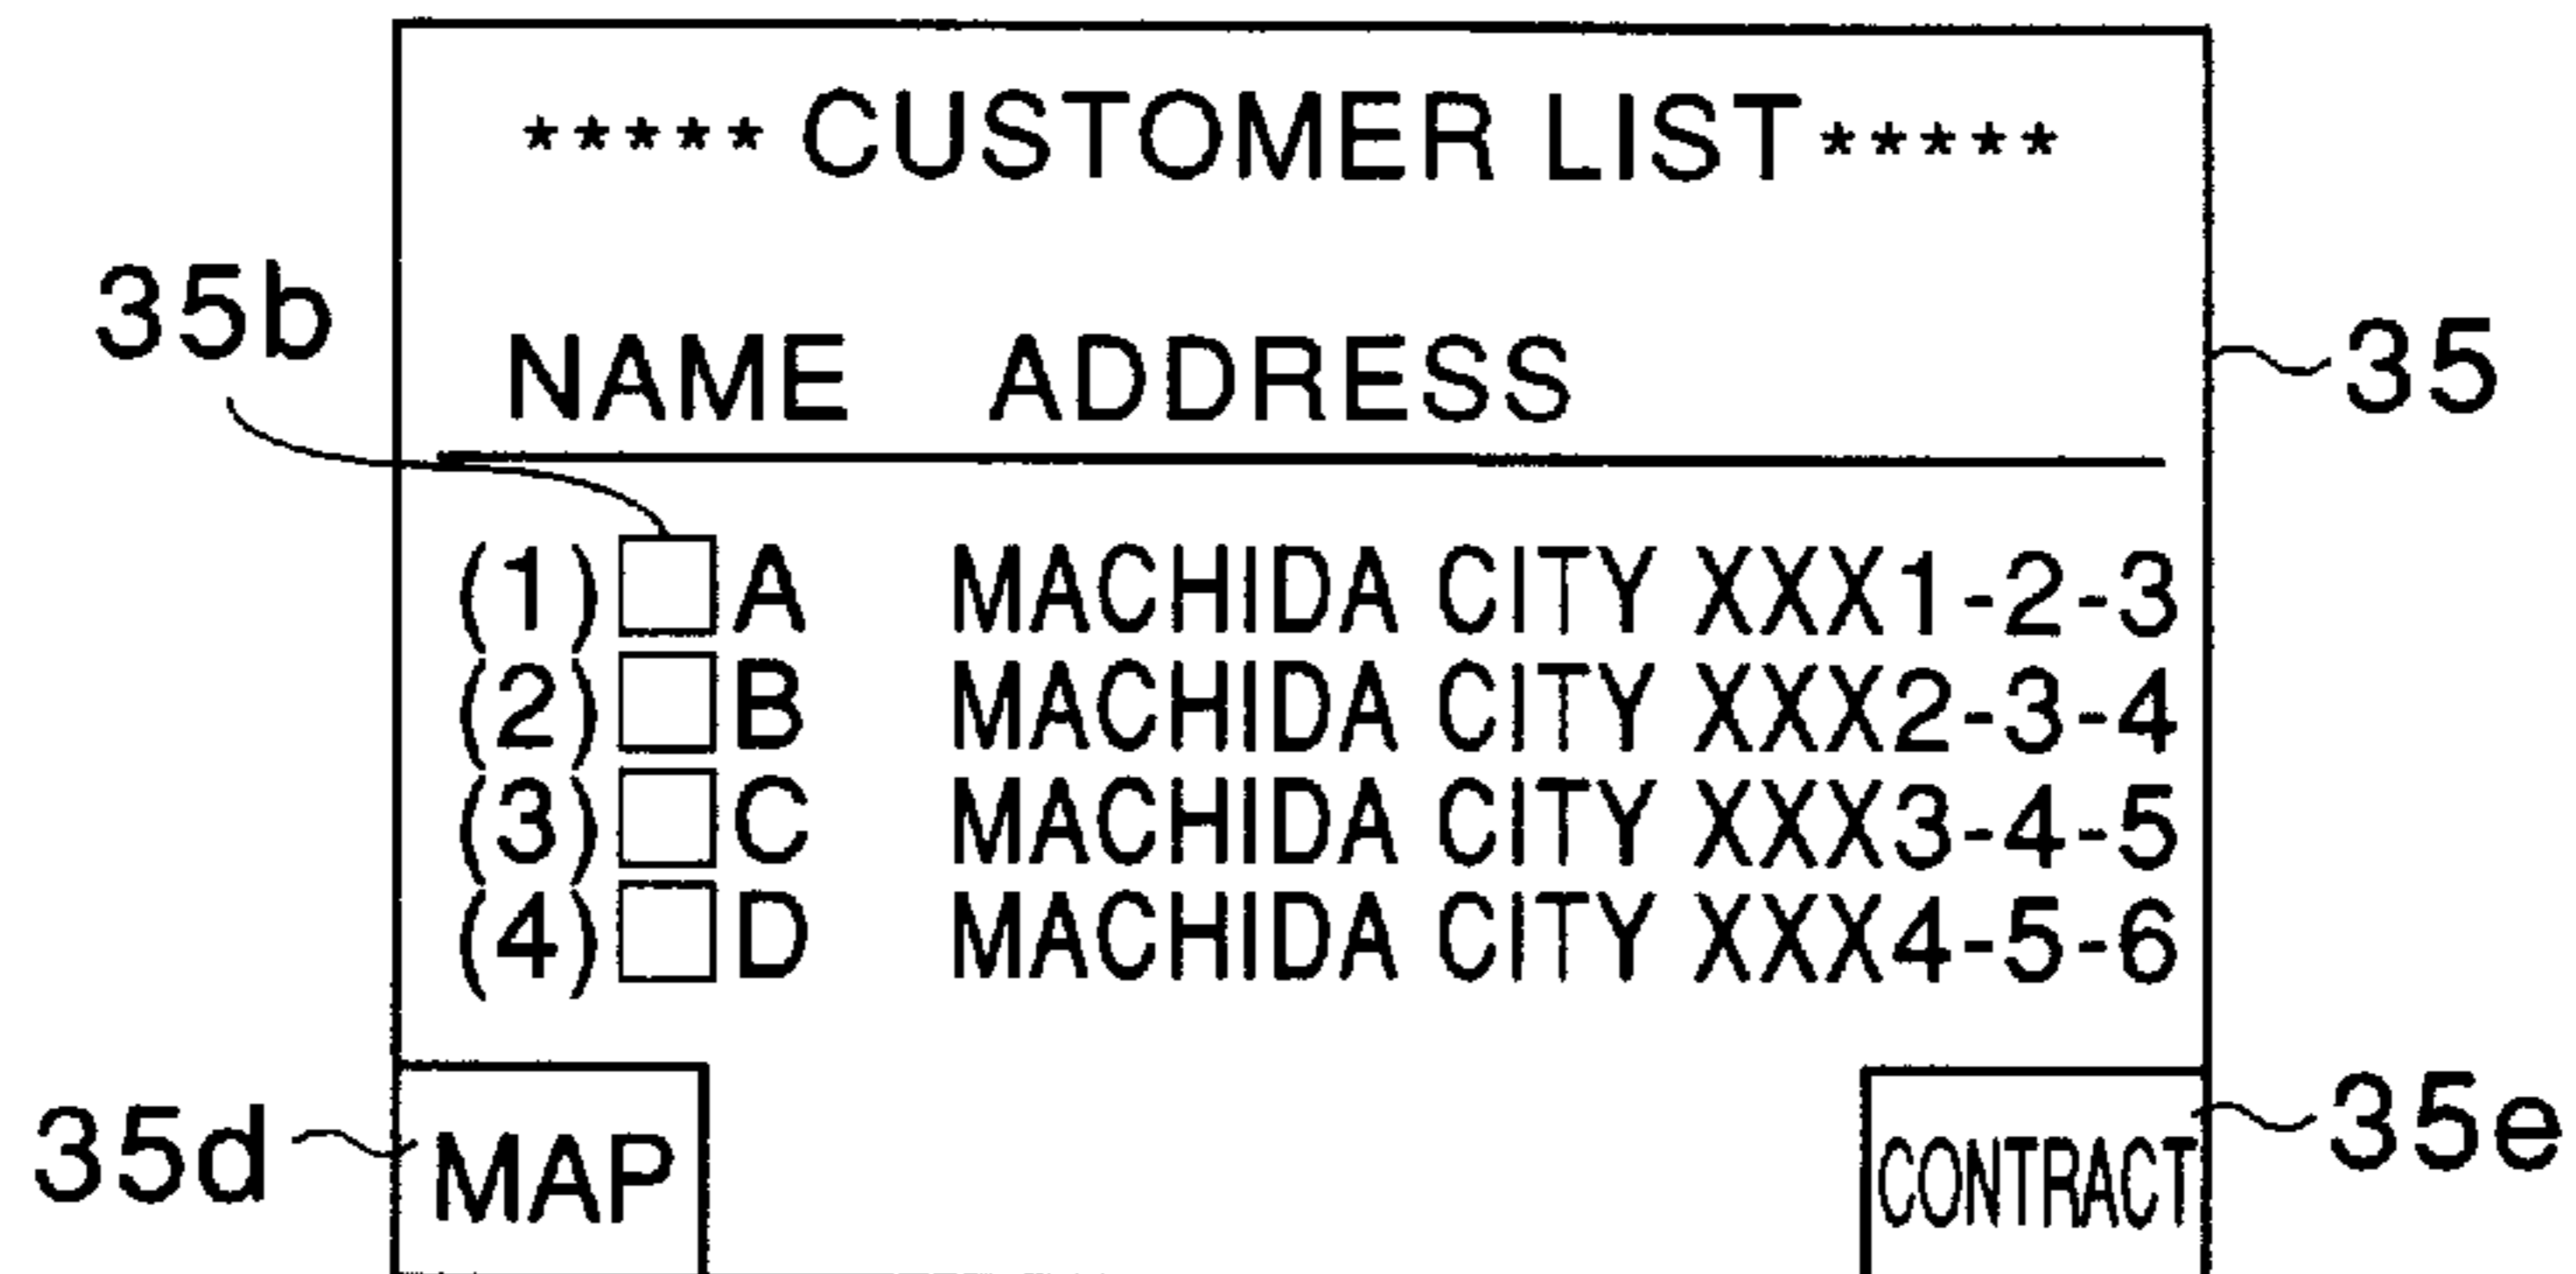 ***** CUSTOMER LIST *****
35b
NAME ADDRESS
35
(1) □ A MACHIDA CITY XXX1-2-3
(2) □ B MACHIDA CITY XXX2-3-4
(3) □ C MACHIDA CITY XXX3-4-5
(4) □ D MACHIDA CITY XXX4-5-6
35d
MAP
CONTRACT
35e